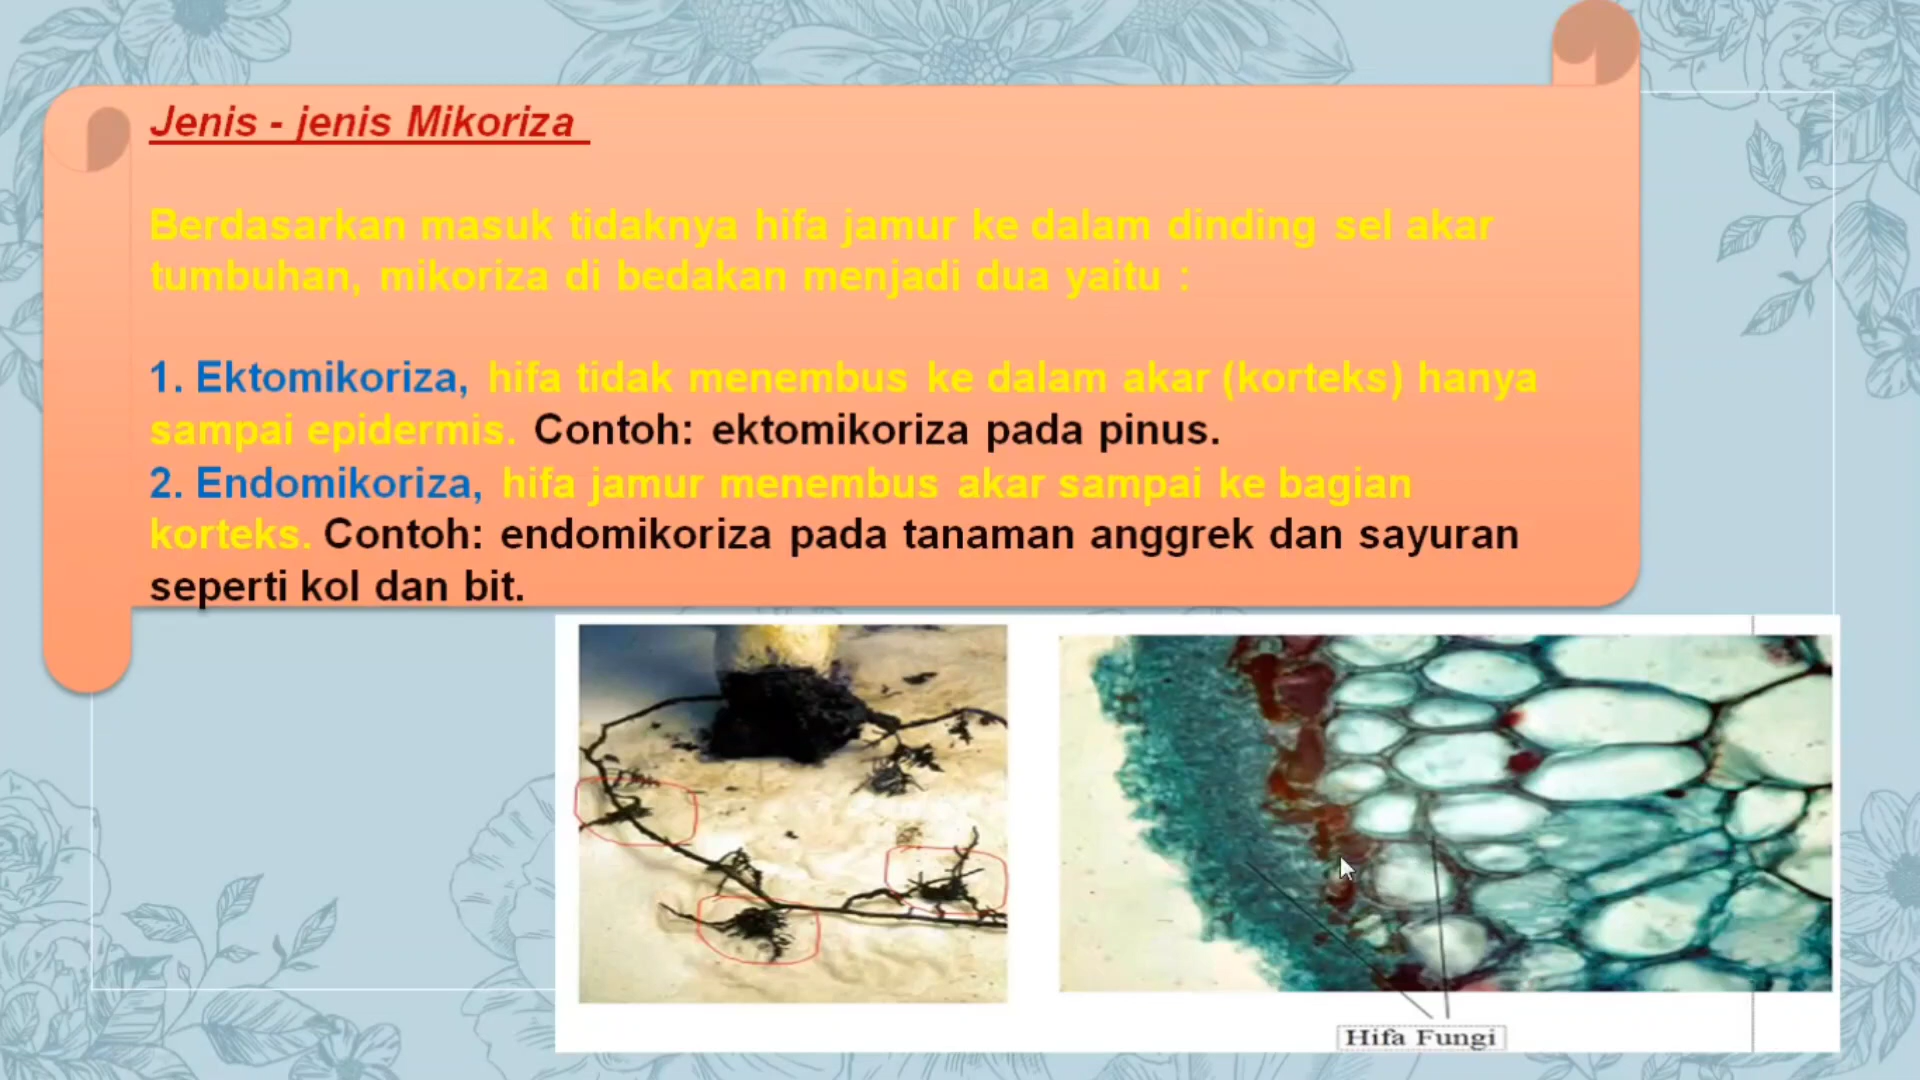 Jenis - jenis Mikoriza
Berdasarkan masuk tidaknya hifa jamur ke dalam dinding sel akar
tumbuhan, mikoriza di bedakan menjadi dua yaitu :
1. Ektomikoriza, hifa tidak menembus ke dalam akar (korteks) hanya
sampai epidermis. Contoh: ektomikoriza pada pinus.
2. Endomikoriza, hifa jamur menembus akar sampai ke bagian
korteks. Contoh: endomikoriza pada tanaman anggrek dan sayuran
seperti kol dan bit.
Hifa Fungi